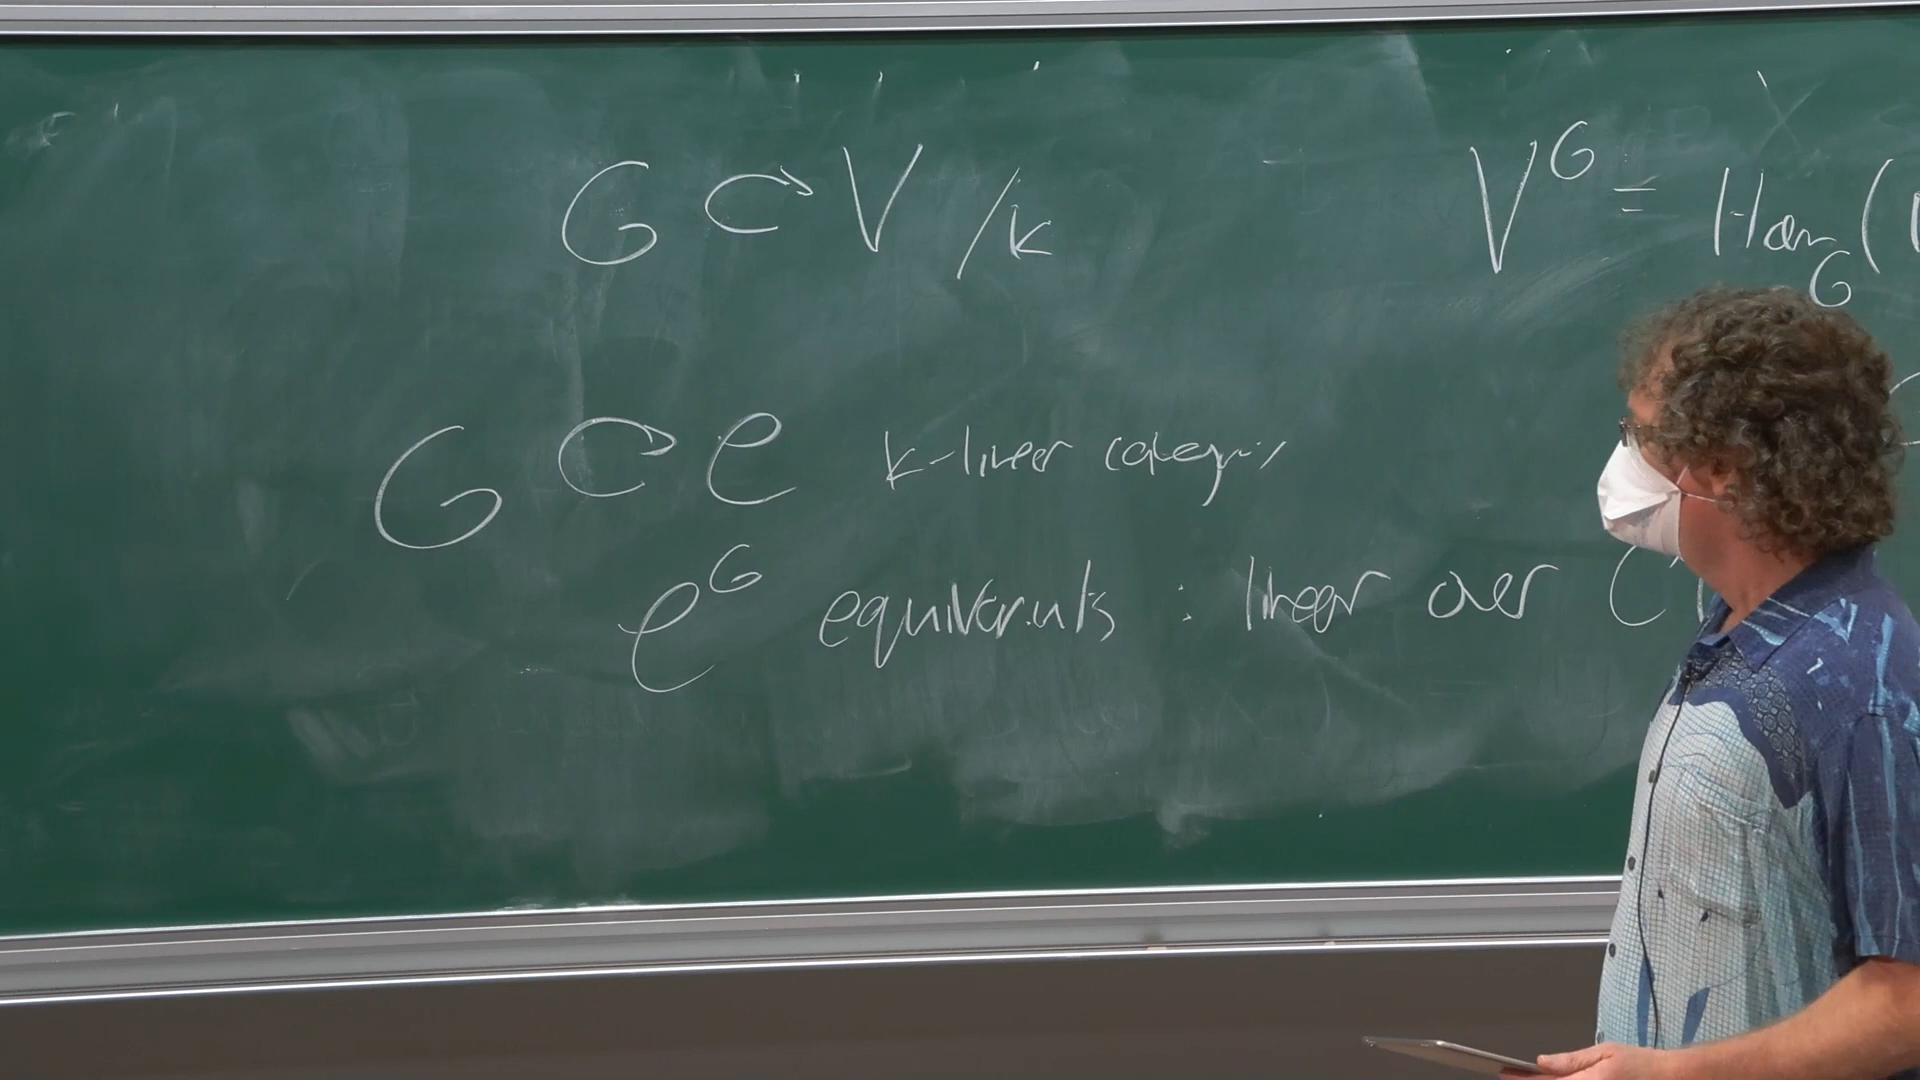 G ↷ V /k
V^G = Hom_G (
G ↷ C k-linear category
C^G equivariants : linear over C